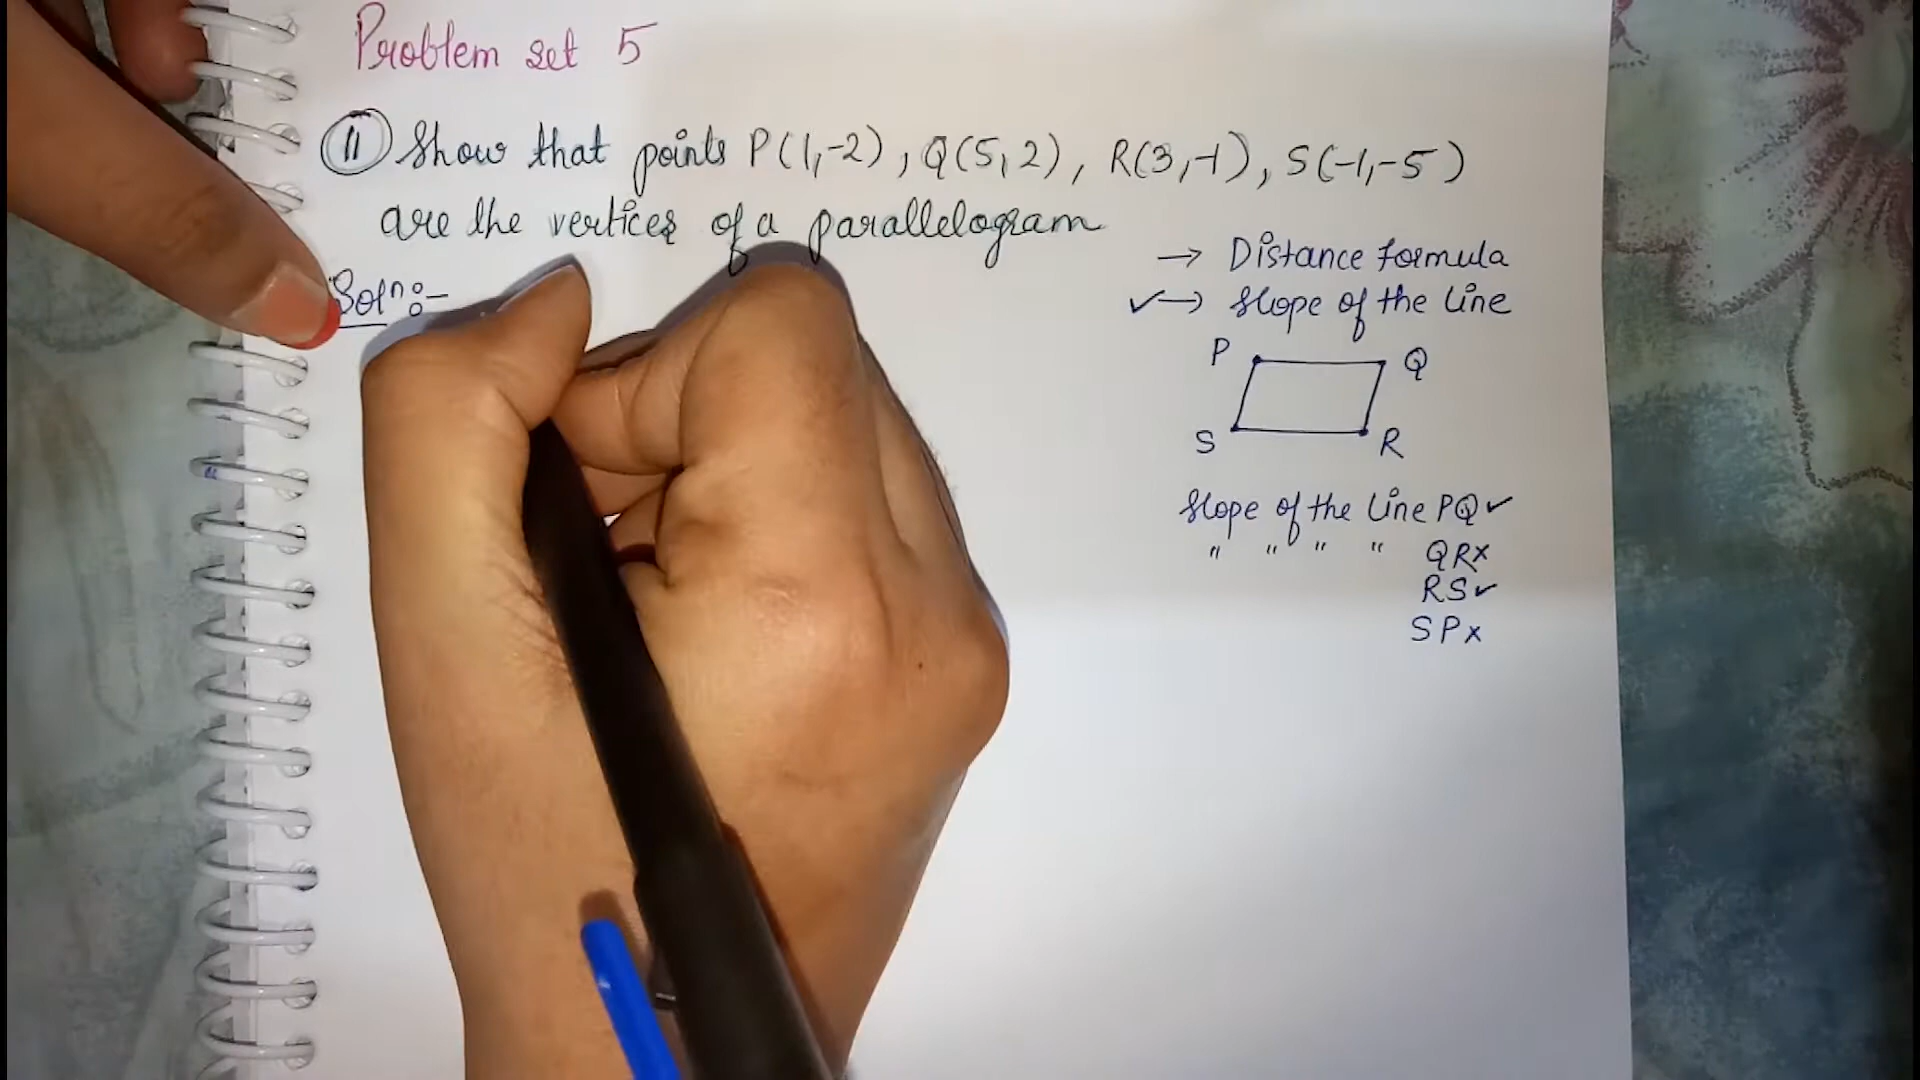 Problem set 5
(11) Show that points P(1,-2), Q(5,2), R(3,-1), S(-1,-5)
are the vertices of a parallelogram
Solⁿ:-
→ Distance formula
✓→ Slope of the line
P Q
S R
Slope of the line PQ✓
" " " " QR×
RS✓
SP×